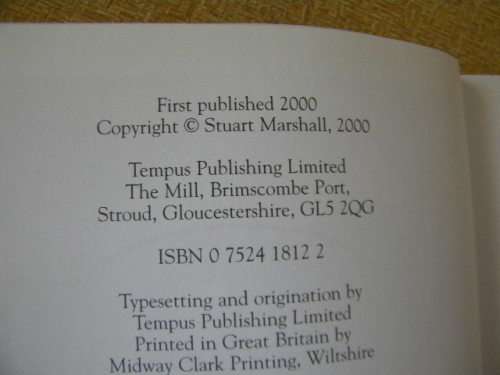 First published 2000
Copyright © Stuart Marshall, 2000
Tempus Publishing Limited
The Mill, Brimscombe Port,
Stroud, Gloucestershire, GL5 2QG
ISBN 0 7524 1812 2
Typesetting and origination by
Tempus Publishing Limited
Printed in Great Britain by
Midway Clark Printing, Wiltshire